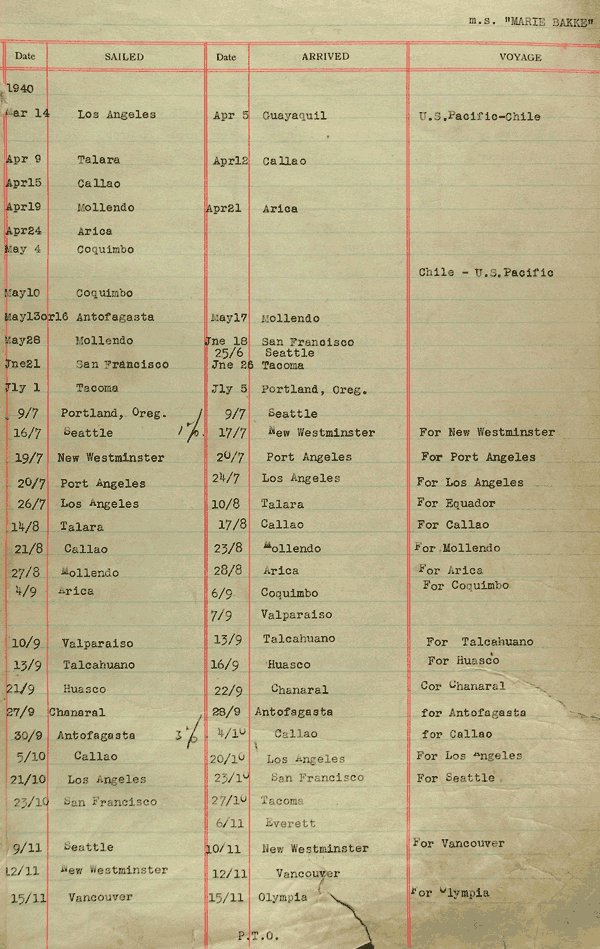 m.s. "MARIE BAKKE"
Date SAILED Date ARRIVED VOYAGE
1940
Mar 14 Los Angeles Apr 5 Guayaquil U.S.Pacific-Chile
Apr 9 Talara Apr12 Callao
Apr15 Callao
Apr19 Mollendo Apr21 Arica
Apr24 Arica
May 4 Coquimbo
Chile - U.S.Pacific
May10 Coquimbo
May13or16 Antofagasta May17 Mollendo
May28 Mollendo Jne 18 San Francisco
25/6 Seattle
Jne21 San Francisco Jne 26 Tacoma
Jly 1 Tacoma Jly 5 Portland, Oreg.
9/7 Portland, Oreg. 9/7 Seattle
16/7 Seattle 17/7 New Westminster For New Westminster
19/7 New Westminster 20/7 Port Angeles For Port Angeles
20/7 Port Angeles 24/7 Los Angeles For Los Angeles
26/7 Los Angeles 10/8 Talara For Equador
14/8 Talara 17/8 Callao For Callao
21/8 Callao 23/8 Mollendo For Mollendo
27/8 Mollendo 28/8 Arica For Arica
4/9 Arica 6/9 Coquimbo For Coquimbo
7/9 Valparaiso
10/9 Valparaiso 13/9 Talcahuano For Talcahuano
13/9 Talcahuano 16/9 Huasco For Huasco
21/9 Huasco 22/9 Chanaral Cor Chanaral
27/9 Chanaral 28/9 Antofagasta for Antofagasta
30/9 Antofagasta 4/10 Callao for Callao
5/10 Callao 20/10 Los Angeles For Los Angeles
21/10 Los Angeles 23/10 San Francisco For Seattle
23/10 San Francisco 27/10 Tacoma
6/11 Everett
9/11 Seattle 10/11 New Westminster For Vancouver
12/11 New Westminster 12/11 Vancouver
15/11 Vancouver 15/11 Olympia For Olympia
P.T.O.